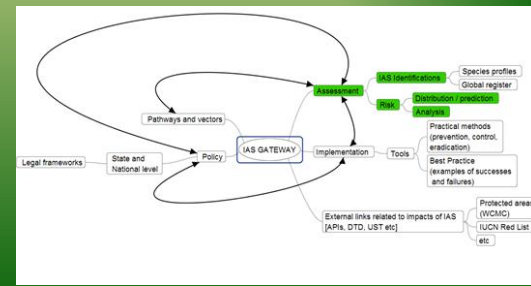 Species profiles
IAS Identifications
Global register
Assessment
Distribution / prediction
Risk
Analysis
Pathways and vectors
Practical methods
(prevention, control,
eradication)
IAS GATEWAY
Implementation
Tools
Policy
State and
National level
Legal frameworks
Best Practice
(examples of successes
and failures)
Protected areas
(WCMC)
External links related to impacts of IAS
[APIs, DTD, UST etc]
IUCN Red List
etc